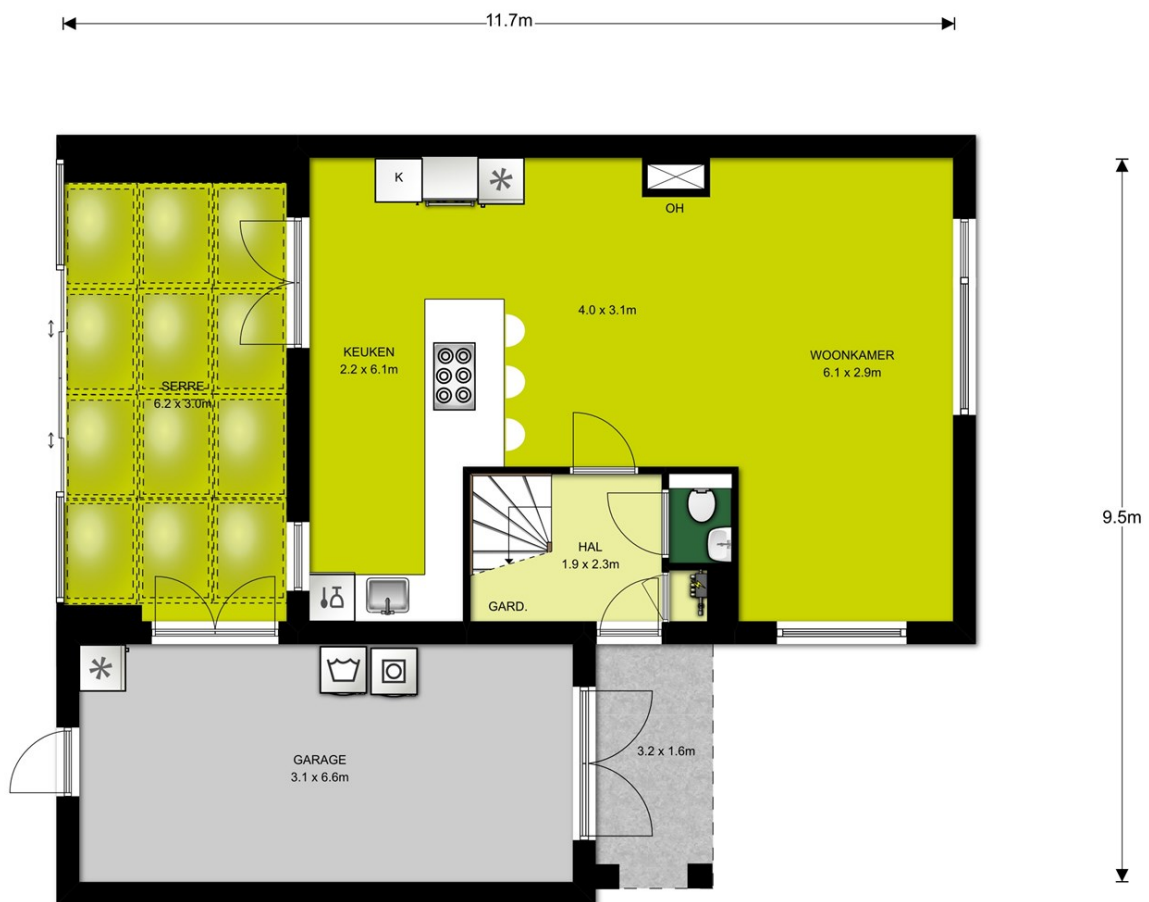 11.7m
K
OH
4.0 x 3.1m
KEUKEN
2.2 x 6.1m
WOONKAMER
6.1 x 2.9m
SERRE
6.2 x 3.0m
9.5m
HAL
1.9 x 2.3m
GARD.
GARAGE
3.1 x 6.6m
3.2 x 1.6m